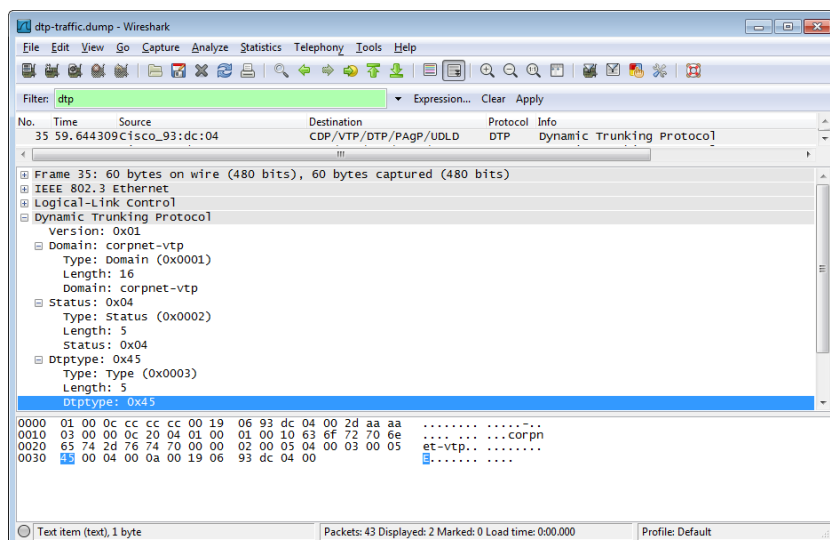 dtp-traffic.dump - Wireshark
File Edit View Go Capture Analyze Statistics Telephony Tools Help
Filter: dtp Expression... Clear Apply
No. Time Source Destination Protocol Info
35 59.644309 Cisco_93:dc:04 CDP/VTP/DTP/PAgP/UDLD DTP Dynamic Trunking Protocol
Frame 35: 60 bytes on wire (480 bits), 60 bytes captured (480 bits)
IEEE 802.3 Ethernet
Logical-Link Control
Dynamic Trunking Protocol
Version: 0x01
Domain: corpnet-vtp
Type: Domain (0x0001)
Length: 16
Domain: corpnet-vtp
Status: 0x04
Type: Status (0x0002)
Length: 5
Status: 0x04
Dtptype: 0x45
Type: Type (0x0003)
Length: 5
Dtptype: 0x45
0000 01 00 0c cc cc cc 00 19 06 93 dc 04 00 2d aa aa ........ .....-..
0010 03 00 00 0c 20 04 01 00 01 00 10 63 6f 72 70 6e .... ... ...corpn
0020 65 74 2d 76 74 70 00 00 02 00 05 04 00 03 00 05 et-vtp.. ........
0030 45 00 04 00 0a 00 19 06 93 dc 04 00 E....... ....
Text item (text), 1 byte Packets: 43 Displayed: 2 Marked: 0 Load time: 0:00.000 Profile: Default